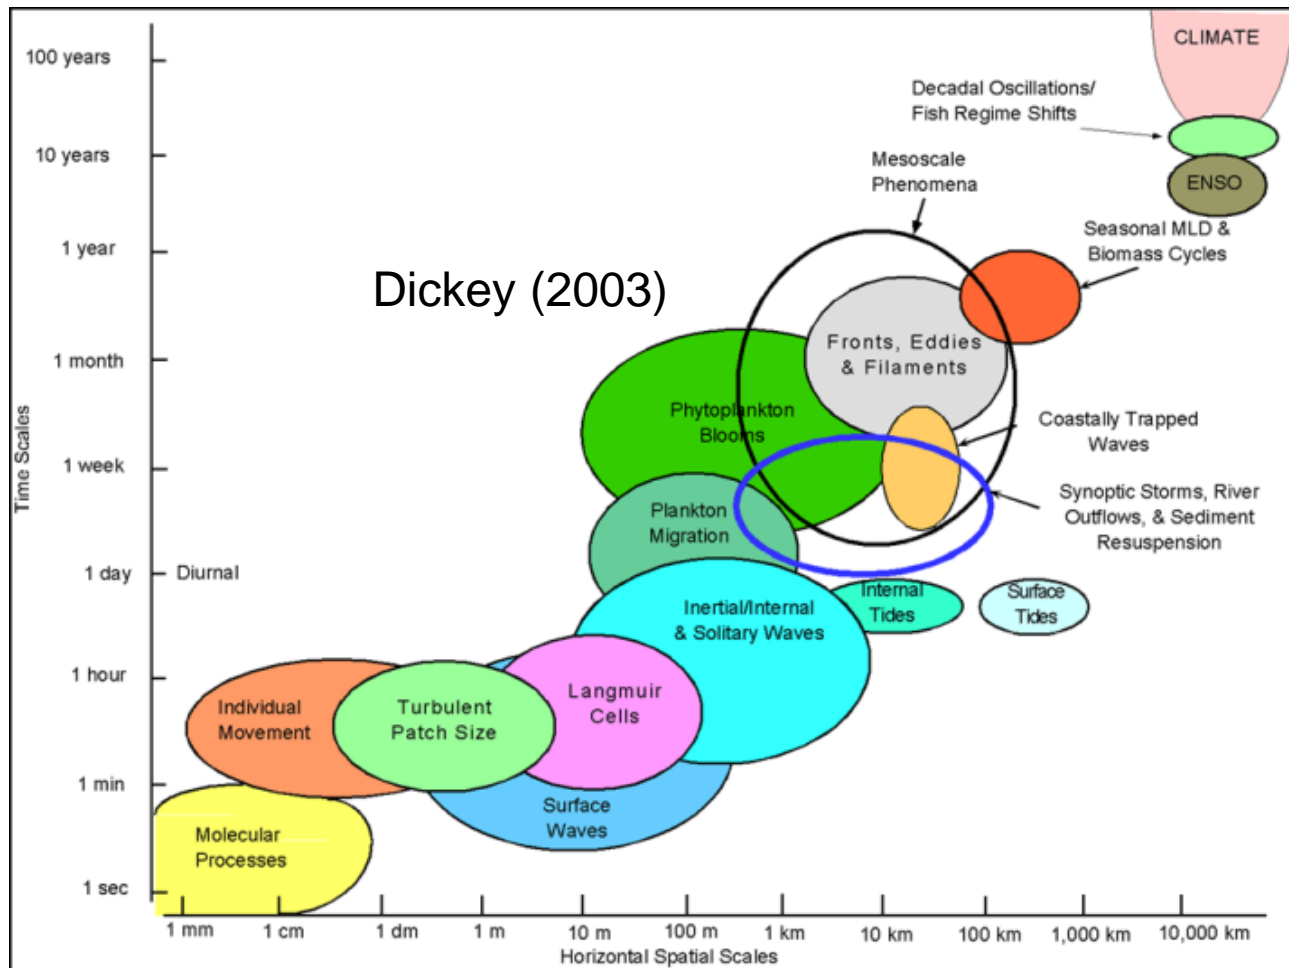 CLIMATE
100 years
Decadal Oscillations/
Fish Regime Shifts
10 years
Mesoscale
Phenomena
ENSO
1 year
Seasonal MLD &
Biomass Cycles
Dickey (2003)
Fronts, Eddies
& Filaments
1 month
Phytoplankton
Blooms
Coastally Trapped
Waves
1 week
Time Scales
Synoptic Storms, River
Outflows, & Sediment
Resuspension
Plankton
Migration
1 day
Diurnal
Internal
Tides
Surface
Tides
Inertial/Internal
& Solitary Waves
1 hour
Individual
Movement
Turbulent
Patch Size
Langmuir
Cells
1 min
Surface
Waves
Molecular
Processes
1 sec
1 mm
1 cm
1 dm
1 m
10 m
100 m
1 km
10 km
100 km
1,000 km
10,000 km
Horizontal Spatial Scales